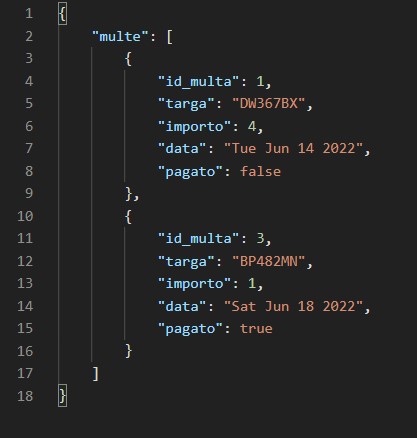 1 {
2     "multe": [
3         {
4             "id_multa": 1,
5             "targa": "DW367BX",
6             "importo": 4,
7             "data": "Tue Jun 14 2022",
8             "pagato": false
9         },
10         {
11             "id_multa": 3,
12             "targa": "BP482MN",
13             "importo": 1,
14             "data": "Sat Jun 18 2022",
15             "pagato": true
16         }
17     ]
18 }